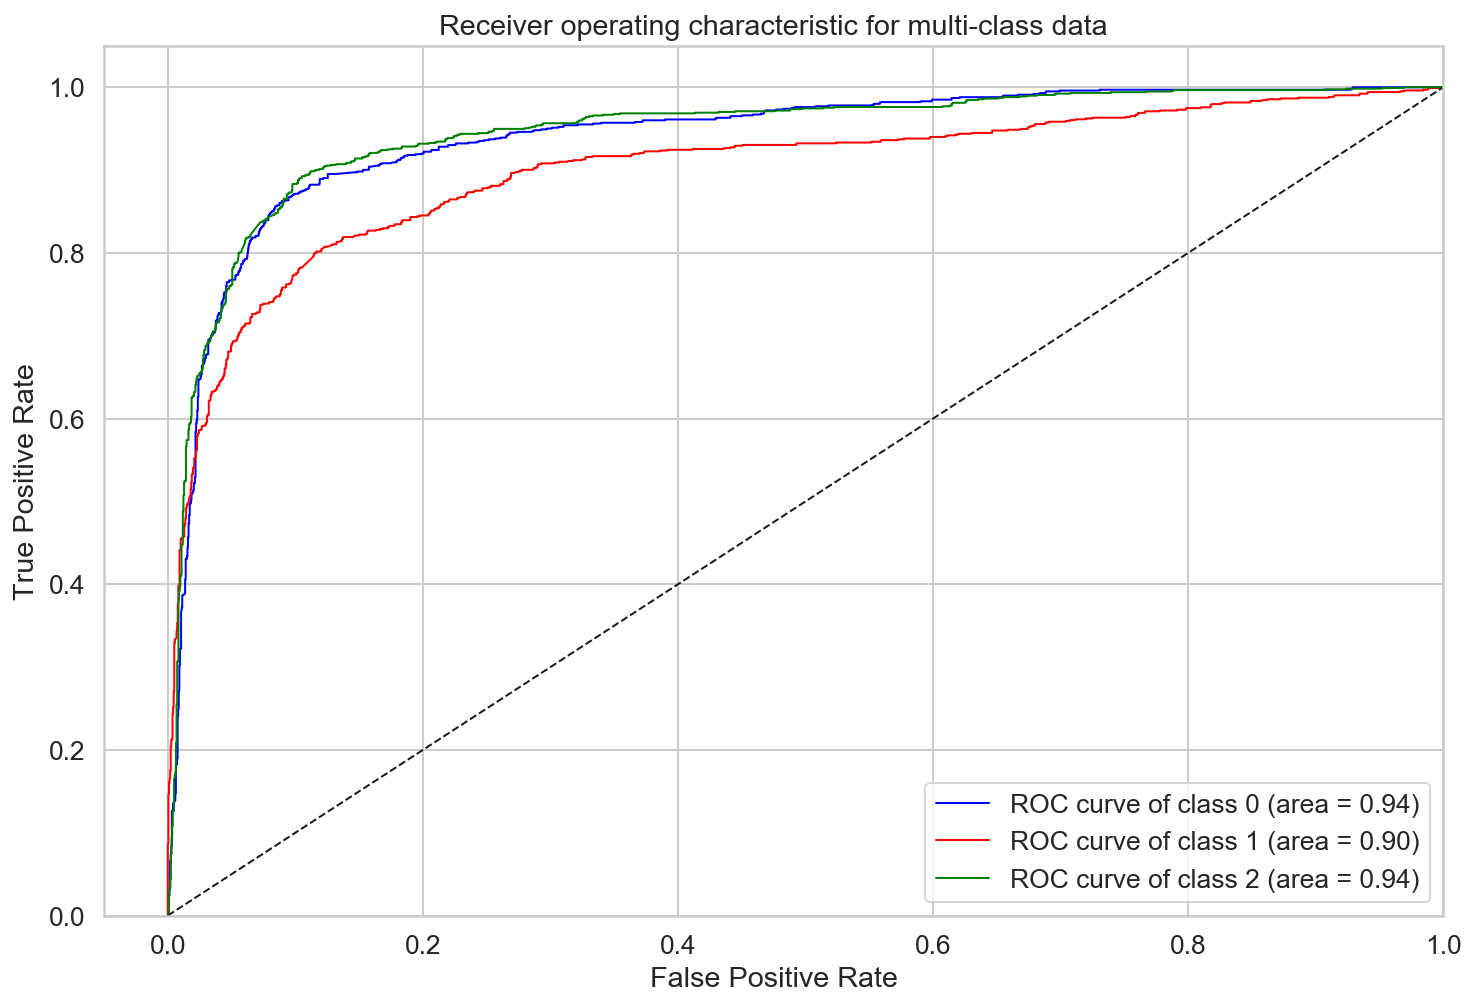 Receiver operating characteristic for multi-class data
1.0
0.8
0.6
0.4
0.2
0.0
True Positive Rate
ROC curve of class 0 (area = 0.94)
ROC curve of class 1 (area = 0.90)
ROC curve of class 2 (area = 0.94)
0.0 0.2 0.4 0.6 0.8 1.0
False Positive Rate